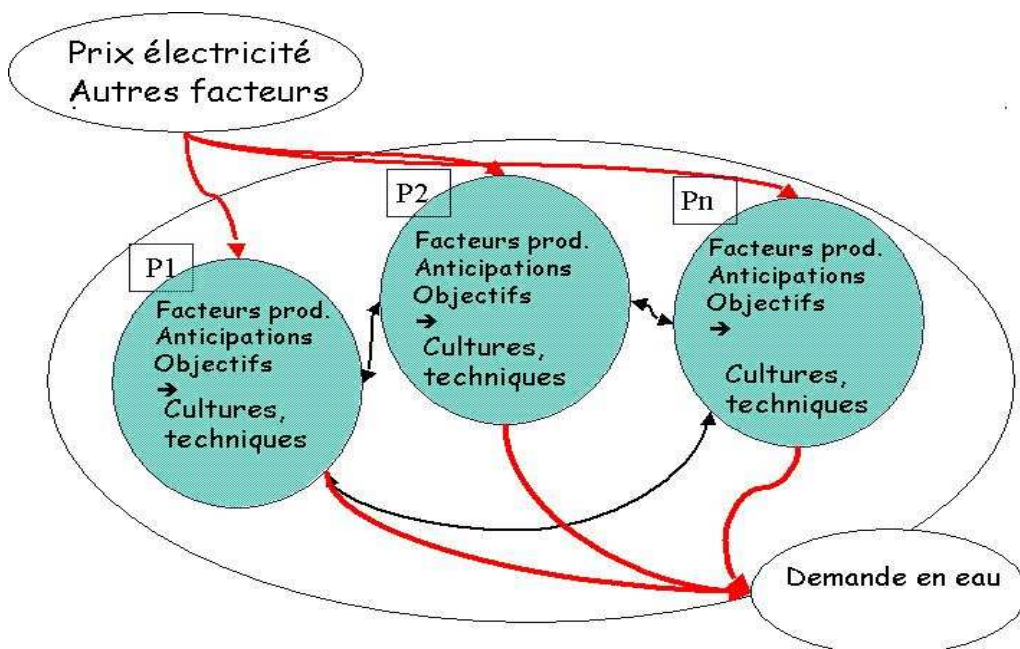 Prix électricité
Autres facteurs
P1
Facteurs prod.
Anticipations
Objectifs
➔
Cultures,
techniques
P2
Facteurs prod.
Anticipations
Objectifs
➔
Cultures,
techniques
Pn
Facteurs prod.
Anticipations
Objectifs
➔
Cultures,
techniques
Demande en eau